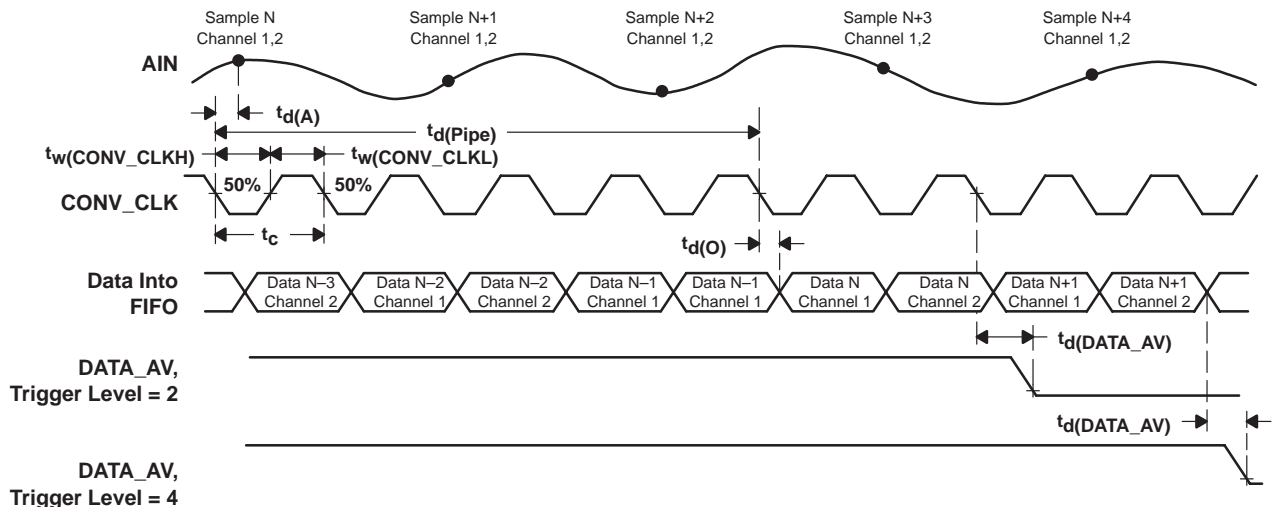 Sample N
Channel 1,2
Sample N+1
Channel 1,2
Sample N+2
Channel 1,2
Sample N+3
Channel 1,2
Sample N+4
Channel 1,2
AIN
td(A)
td(Pipe)
tw(CONV_CLKH)
tw(CONV_CLKL)
50%
50%
CONV_CLK
tc
td(O)
Data Into
FIFO
Data N–3
Channel 2
Data N–2
Channel 1
Data N–2
Channel 2
Data N–1
Channel 1
Data N–1
Channel 1
Data N
Channel 1
Data N
Channel 2
Data N+1
Channel 1
Data N+1
Channel 2
td(DATA_AV)
DATA_AV,
Trigger Level = 2
td(DATA_AV)
DATA_AV,
Trigger Level = 4